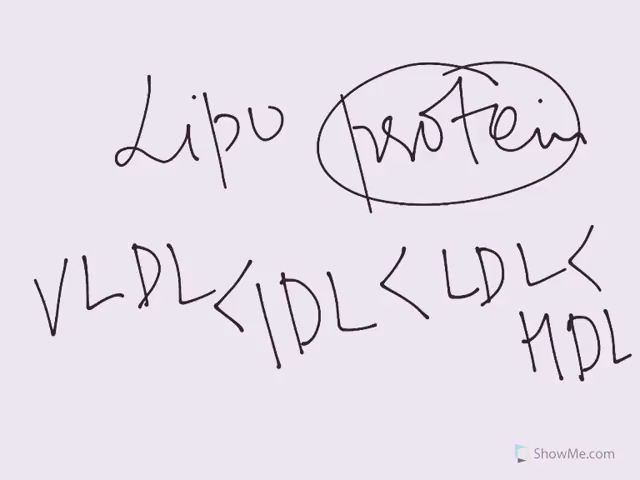 Lipo protein
VLDL < IDL < LDL <
HDL
ShowMe.com